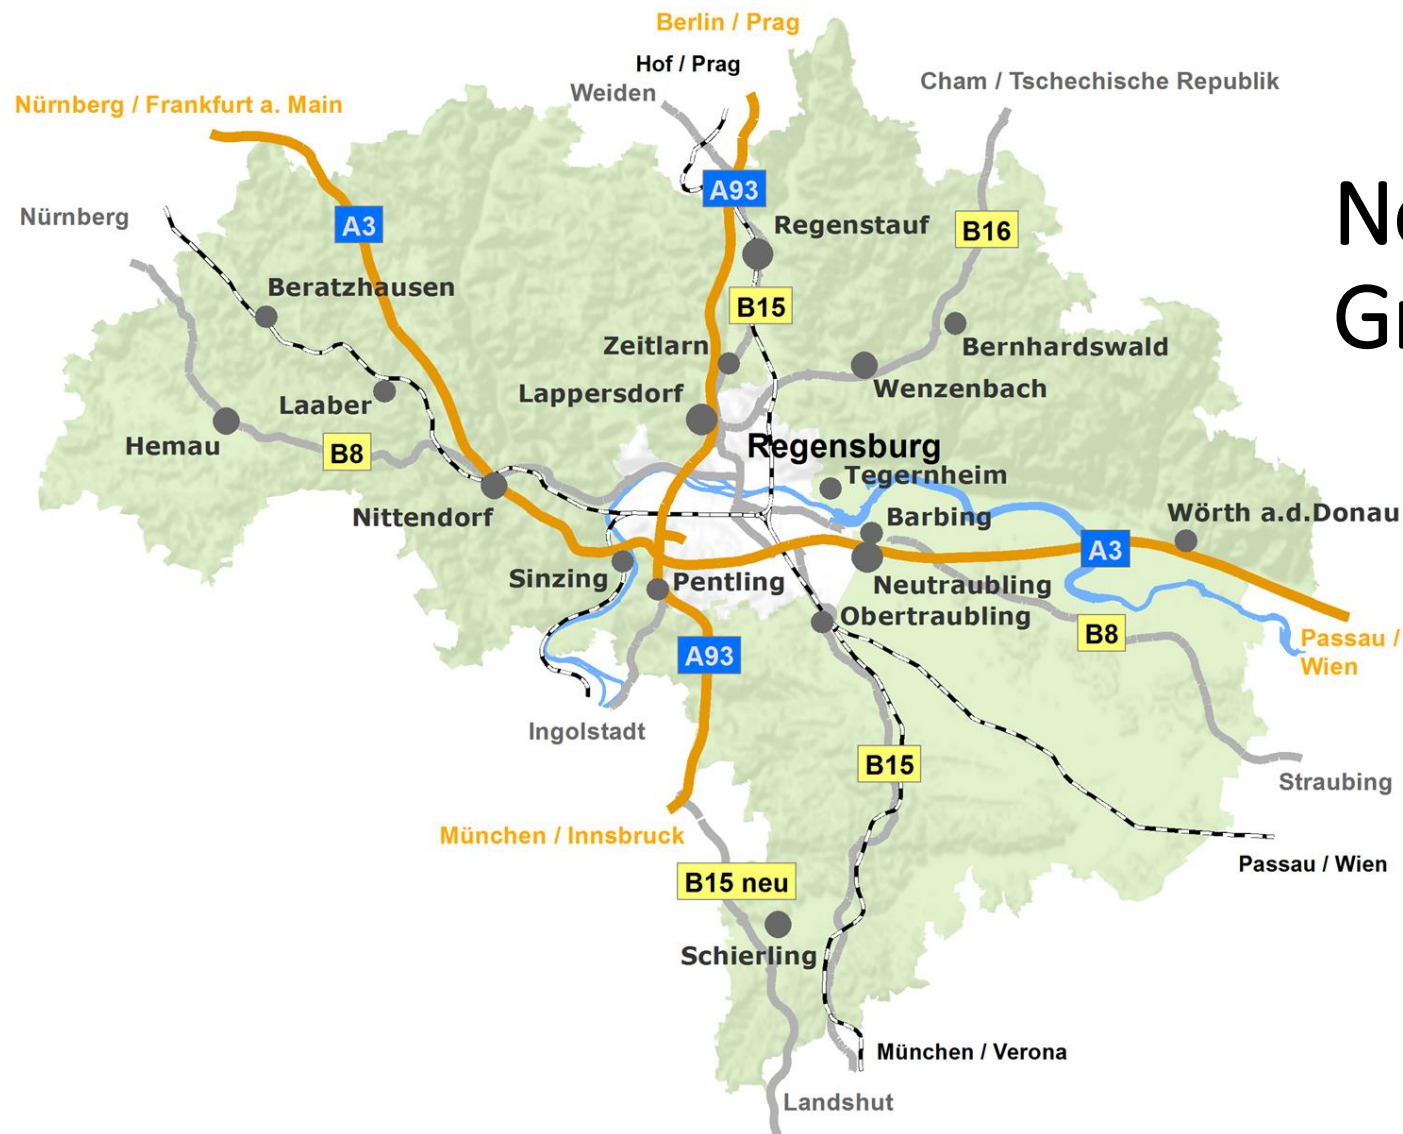 Berlin / Prag
Hof / Prag
Weiden
Cham / Tschechische Republik
Nürnberg / Frankfurt a. Main
A93
Nürnberg
A3
Regenstauf
B16
Beratzhausen
B15
Zeitlarn
Bernhardswald
Lappersdorf
Wenzenbach
Laaber
Hemau
B8
Regensburg
Tegernheim
Nittendorf
Barbing
Wörth a.d.Donau
A3
Sinzing
Pentling
Neutraubling
Obertraubling
B8
Passau /
Wien
A93
Ingolstadt
B15
Straubing
München / Innsbruck
Passau / Wien
B15 neu
Schierling
München / Verona
Landshut